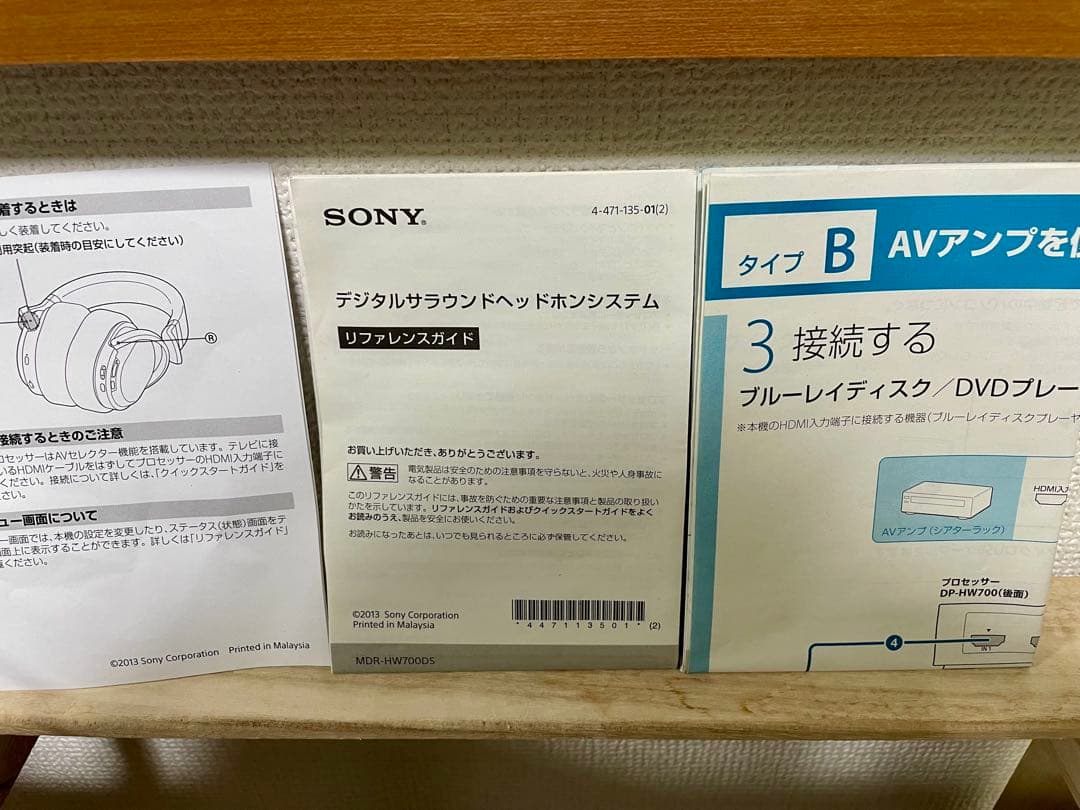 着するときは
しく装着してください。
用突起(装着時の目安にしてください)
R
接続するときのご注意
ロセッサーはAVセレクター機能を搭載しています。テレビに接
いるHDMIケーブルをはずしてプロセッサーのHDMI入力端子に
ください。接続について詳しくは、「クイックスタートガイド」を
さい。
ュー画面について
ー画面では、本機の設定を変更したり、ステータス(状態)画面をテ
画面上に表示することができます。詳しくは「リファレンスガイド」
覧ください。
©2013 Sony Corporation Printed in Malaysia
SONY®
4-471-135-01(2)
デジタルサラウンドヘッドホンシステム
リファレンスガイド
お買い上げいただき、ありがとうございます。
警告 電気製品は安全のための注意事項を守らないと、火災や人身事故に
なることがあります。
このリファレンスガイドには、事故を防ぐための重要な注意事項と製品の取り扱い
かたを示しています。リファレンスガイドおよびクイックスタートガイドをよく
お読みのうえ、製品を安全にお使いください。
お読みになったあとは、いつでも見られるところに必ず保管してください。
©2013 Sony Corporation
Printed in Malaysia
*447113501* (2)
MDR-HW700DS
タイプ B AVアンプを
3 接続する
ブルーレイディスク/DVDプレー
※本機のHDMI入力端子に接続する機器(ブルーレイディスクプレーヤ
HDMI入
AVアンプ(シアターラック)
プロセッサー
DP-HW700(後面)
4
IN 1